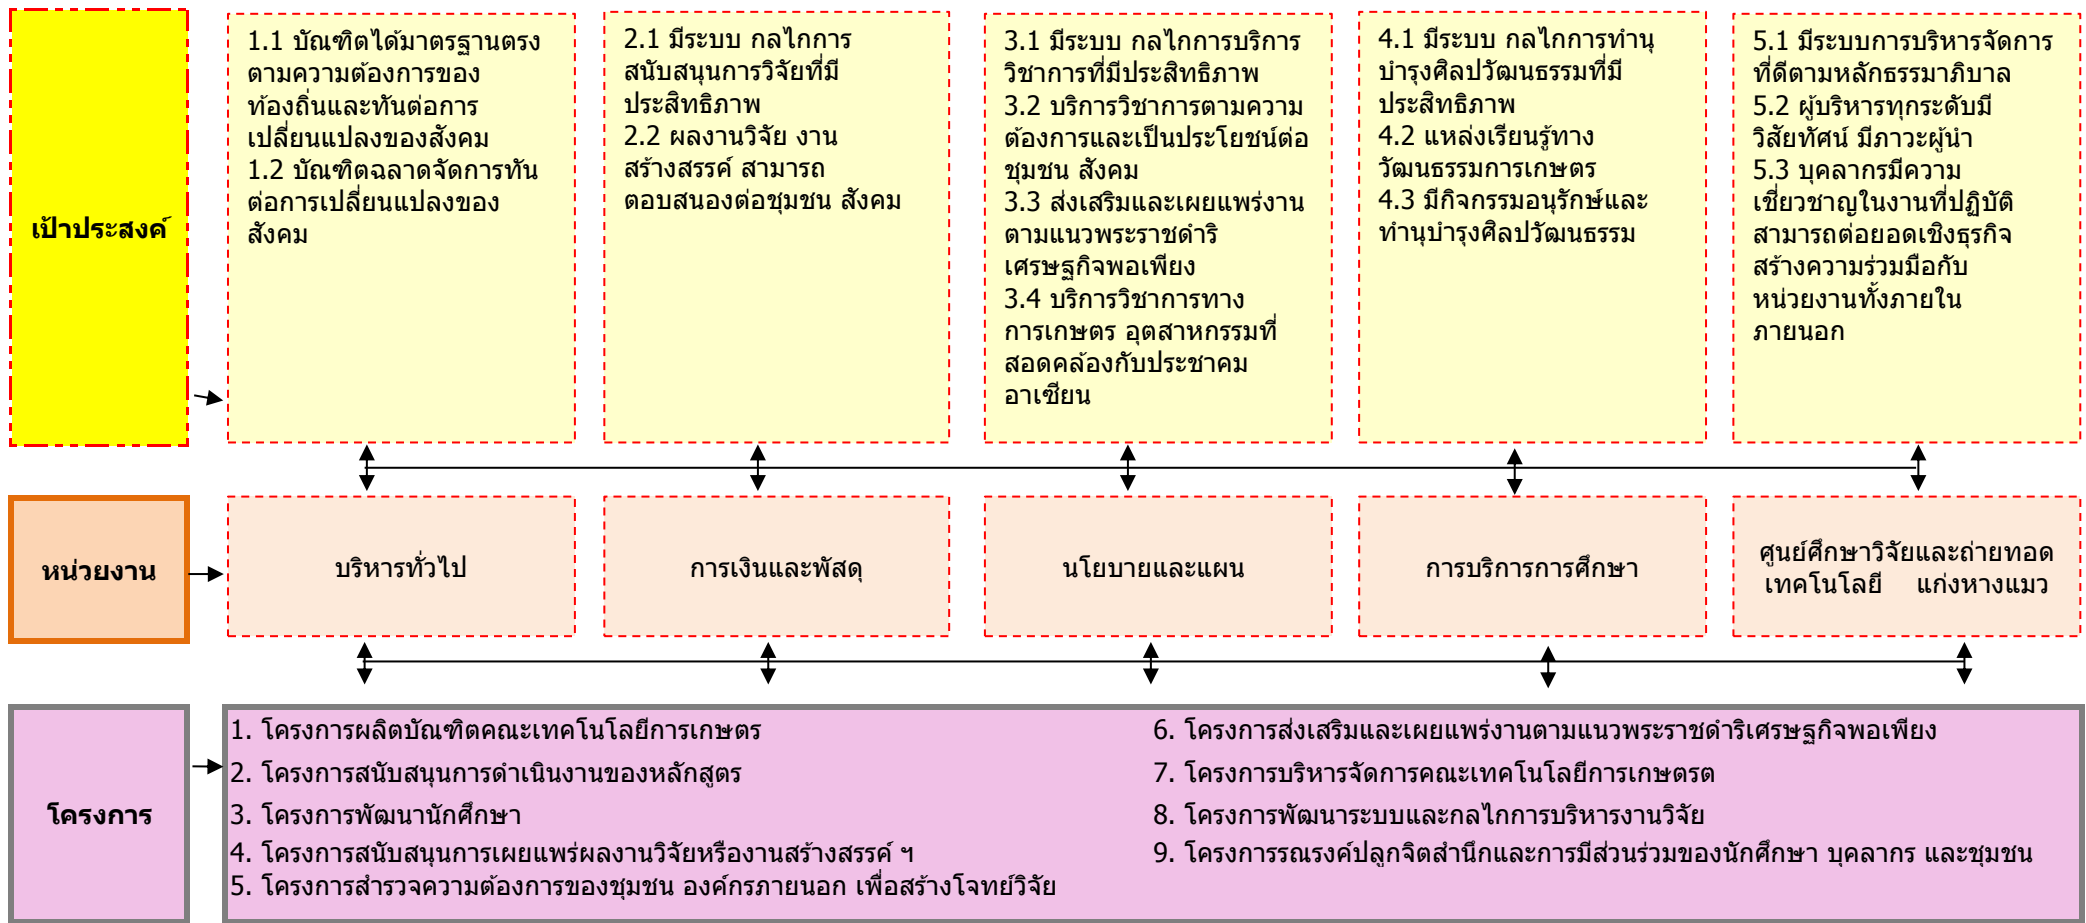 เป้าประสงค์
1.1 บัณฑิตได้มาตรฐานตรง
ตามความต้องการของ
ท้องถิ่นและทันต่อการ
เปลี่ยนแปลงของสังคม
1.2 บัณฑิตฉลาดจัดการทัน
ต่อการเปลี่ยนแปลงของ
สังคม
2.1 มีระบบ กลไกการ
สนับสนุนการวิจัยที่มี
ประสิทธิภาพ
2.2 ผลงานวิจัย งาน
สร้างสรรค์ สามารถ
ตอบสนองต่อชุมชน สังคม
3.1 มีระบบ กลไกการบริการ
วิชาการที่มีประสิทธิภาพ
3.2 บริการวิชาการตามความ
ต้องการและเป็นประโยชน์ต่อ
ชุมชน สังคม
3.3 ส่งเสริมและเผยแพร่งาน
ตามแนวพระราชดำริ
เศรษฐกิจพอเพียง
3.4 บริการวิชาการทาง
การเกษตร อุตสาหกรรมที่
สอดคล้องกับประชาคม
อาเซียน
4.1 มีระบบ กลไกการทำนุ
บำรุงศิลปวัฒนธรรมที่มี
ประสิทธิภาพ
4.2 แหล่งเรียนรู้ทาง
วัฒนธรรมการเกษตร
4.3 มีกิจกรรมอนุรักษ์และ
ทำนุบำรุงศิลปวัฒนธรรม
5.1 มีระบบการบริหารจัดการ
ที่ดีตามหลักธรรมาภิบาล
5.2 ผู้บริหารทุกระดับมี
วิสัยทัศน์ มีภาวะผู้นำ
5.3 บุคลากรมีความ
เชี่ยวชาญในงานที่ปฏิบัติ
สามารถต่อยอดเชิงธุรกิจ
สร้างความร่วมมือกับ
หน่วยงานทั้งภายใน
ภายนอก
หน่วยงาน
บริหารทั่วไป
การเงินและพัสดุ
นโยบายและแผน
การบริการการศึกษา
ศูนย์ศึกษาวิจัยและถ่ายทอด
เทคโนโลยี แก่งหางแมว
โครงการ
1. โครงการผลิตบัณฑิตคณะเทคโนโลยีการเกษตร
2. โครงการสนับสนุนการดำเนินงานของหลักสูตร
3. โครงการพัฒนานักศึกษา
4. โครงการสนับสนุนการเผยแพร่ผลงานวิจัยหรืองานสร้างสรรค์ ฯ
5. โครงการสำรวจความต้องการของชุมชน องค์กรภายนอก เพื่อสร้างโจทย์วิจัย
6. โครงการส่งเสริมและเผยแพร่งานตามแนวพระราชดำริเศรษฐกิจพอเพียง
7. โครงการบริหารจัดการคณะเทคโนโลยีการเกษตรต
8. โครงการพัฒนาระบบและกลไกการบริหารงานวิจัย
9. โครงการรณรงค์ปลูกจิตสำนึกและการมีส่วนร่วมของนักศึกษา บุคลากร และชุมชน